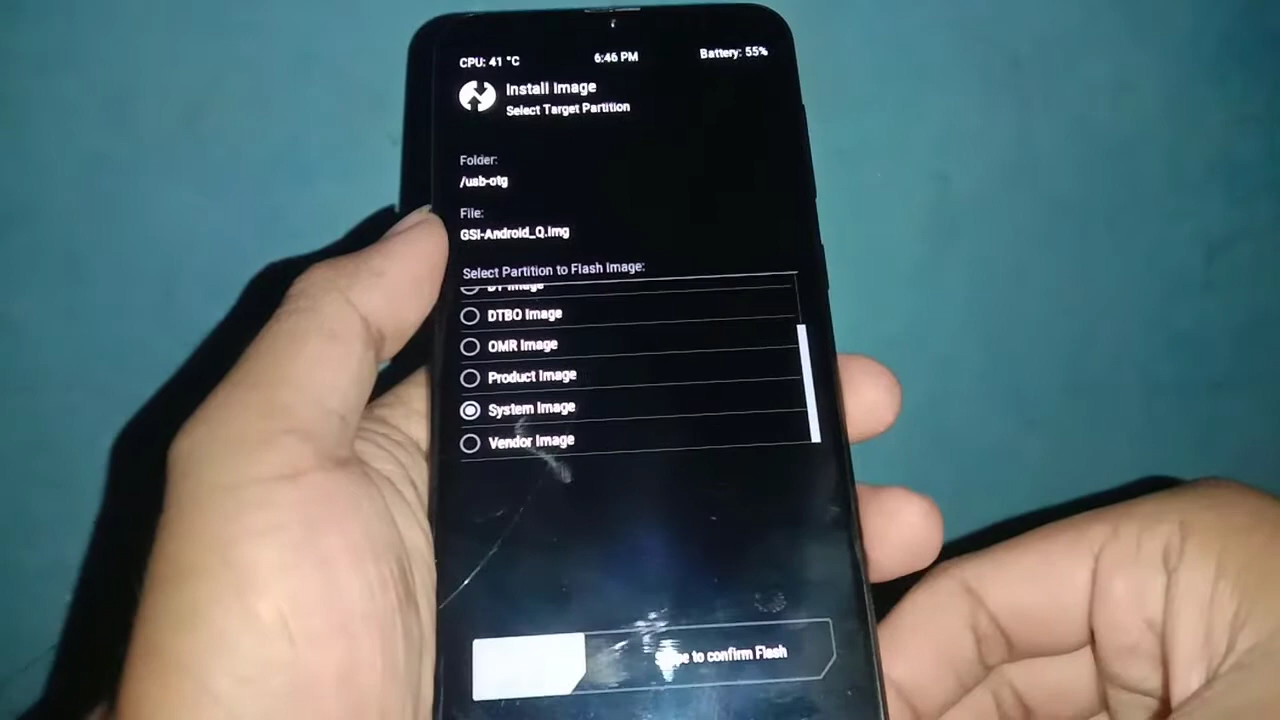 CPU: 41 °C 6:46 PM Battery: 55%
Install Image
Select Target Partition
Folder:
/usb-otg
File:
GSI-Android_Q.img
Select Partition to Flash Image:
Image
DTBO Image
OMR Image
Product Image
System Image
Vendor Image
to confirm Flash